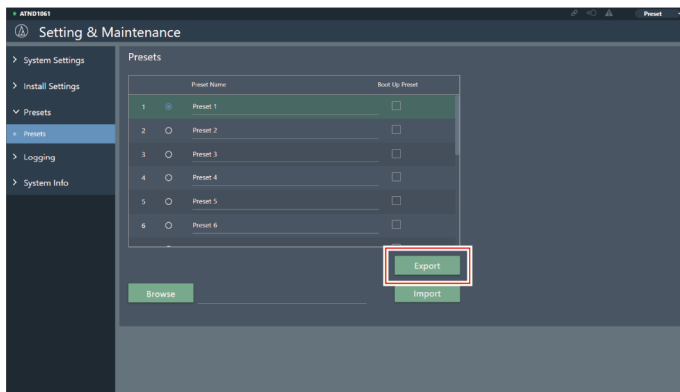 ATND1061
Preset
Setting & Maintenance
System Settings
Install Settings
Presets
Presets
Logging
System Info
Presets
Preset Name Boot Up Preset
1 Preset 1
2 Preset 2
3 Preset 3
4 Preset 4
5 Preset 5
6 Preset 6
Export
Browse Import